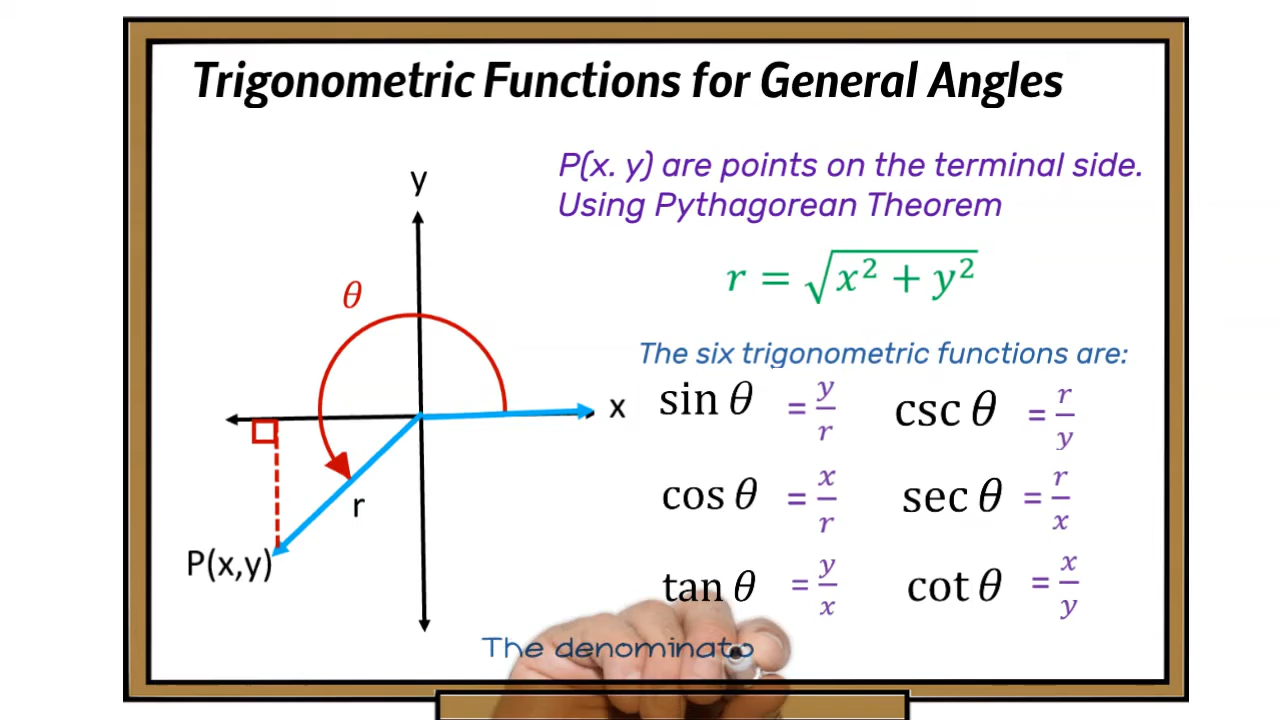 Trigonometric Functions for General Angles
P(x. y) are points on the terminal side.
Using Pythagorean Theorem
r = √(x² + y²)
The six trigonometric functions are:
sin θ = y/r csc θ = r/y
cos θ = x/r sec θ = r/x
tan θ = y/x cot θ = x/y
y
θ
x
r
P(x,y)
The denominato